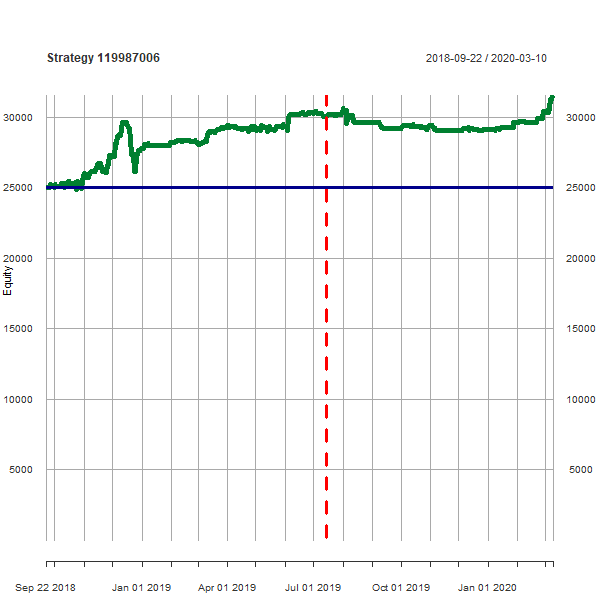 Strategy 119987006
2018-09-22 / 2020-03-10
30000
30000
25000
25000
20000
20000
Equity
15000
15000
10000
10000
5000
5000
Sep 22 2018
Jan 01 2019
Apr 01 2019
Jul 01 2019
Oct 01 2019
Jan 01 2020